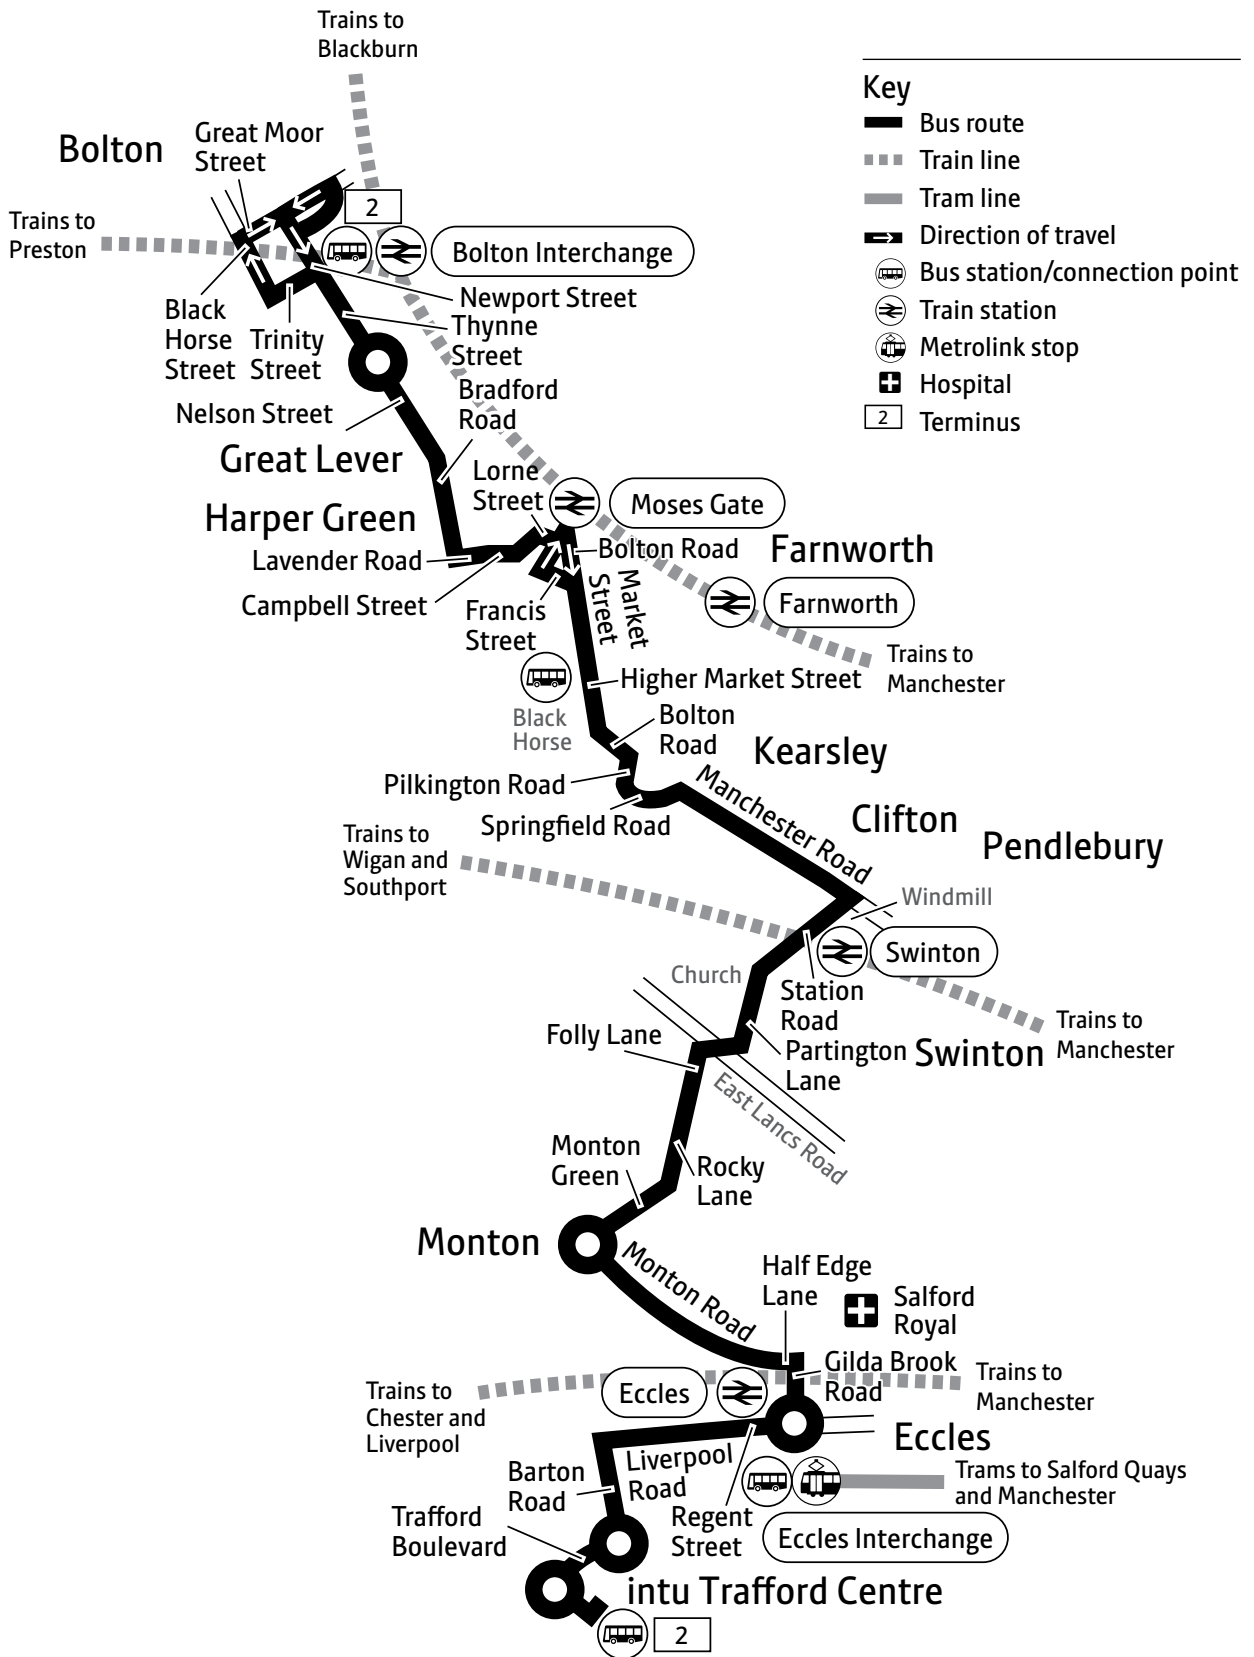 Trains to
Blackburn
Key
Bus route
Train line
Tram line
Direction of travel
Bus station/connection point
Train station
Metrolink stop
Hospital
2
Terminus
Bolton
Great Moor
Street
2
Trains to
Preston
Bolton Interchange
Newport Street
Black
Horse
Street
Trinity
Street
Thynne
Street
Nelson Street
Bradford
Road
Great Lever
Lorne
Street
Moses Gate
Harper Green
Lavender Road
Bolton Road
Farnworth
Campbell Street
Francis
Street
Market
Street
Farnworth
Trains to
Manchester
Higher Market Street
Black
Horse
Bolton
Road
Kearsley
Pilkington Road
Springfield Road
Manchester Road
Clifton
Pendlebury
Trains to
Wigan and
Southport
Windmill
Swinton
Church
Station
Road
Trains to
Manchester
Folly Lane
Partington
Lane
Swinton
East Lancs Road
Monton
Green
Rocky
Lane
Monton
Monton Road
Half Edge
Lane
Salford
Royal
Gilda Brook
Road
Trains to
Manchester
Eccles
Trains to
Chester and
Liverpool
Eccles
Liverpool
Road
Barton
Road
Trams to Salford Quays
and Manchester
Regent
Street
Trafford
Boulevard
Eccles Interchange
intu Trafford Centre
2